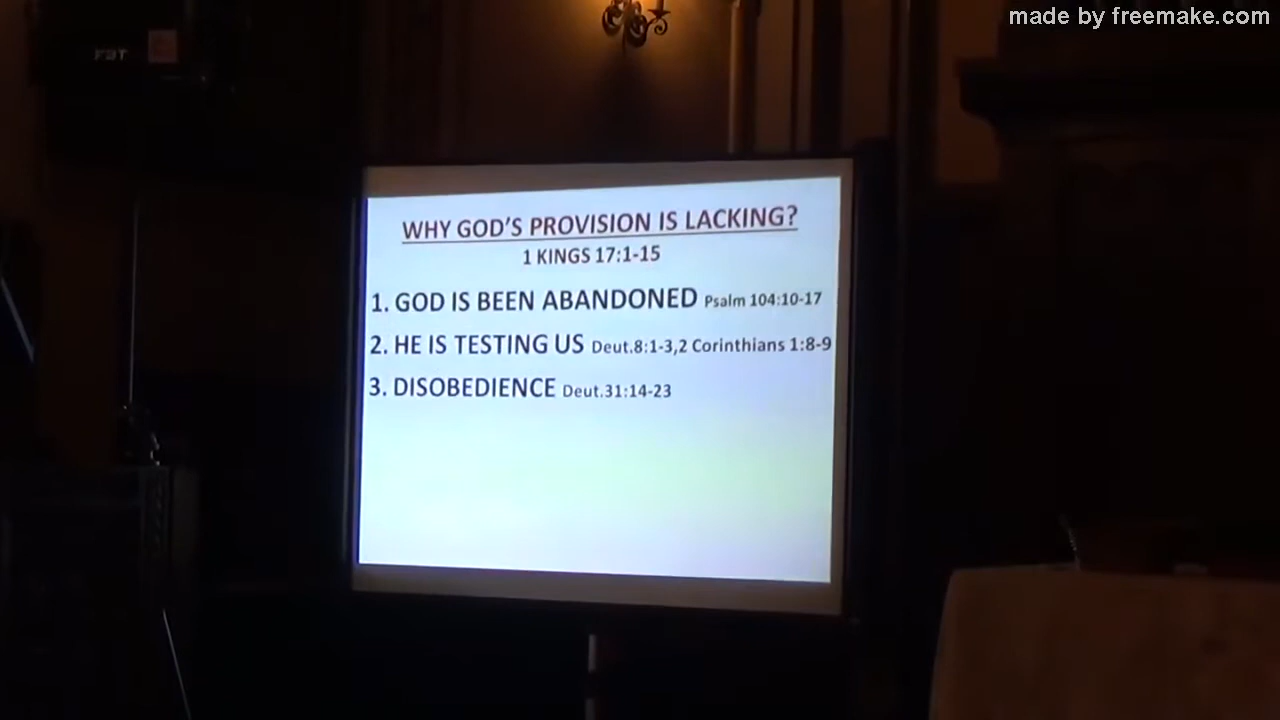 made by freemake.com
FBT
WHY GOD'S PROVISION IS LACKING?
1 KINGS 17:1-15
1. GOD IS BEEN ABANDONED Psalm 104:10-17
2. HE IS TESTING US Deut.8:1-3,2 Corinthians 1:8-9
3. DISOBEDIENCE Deut.31:14-23